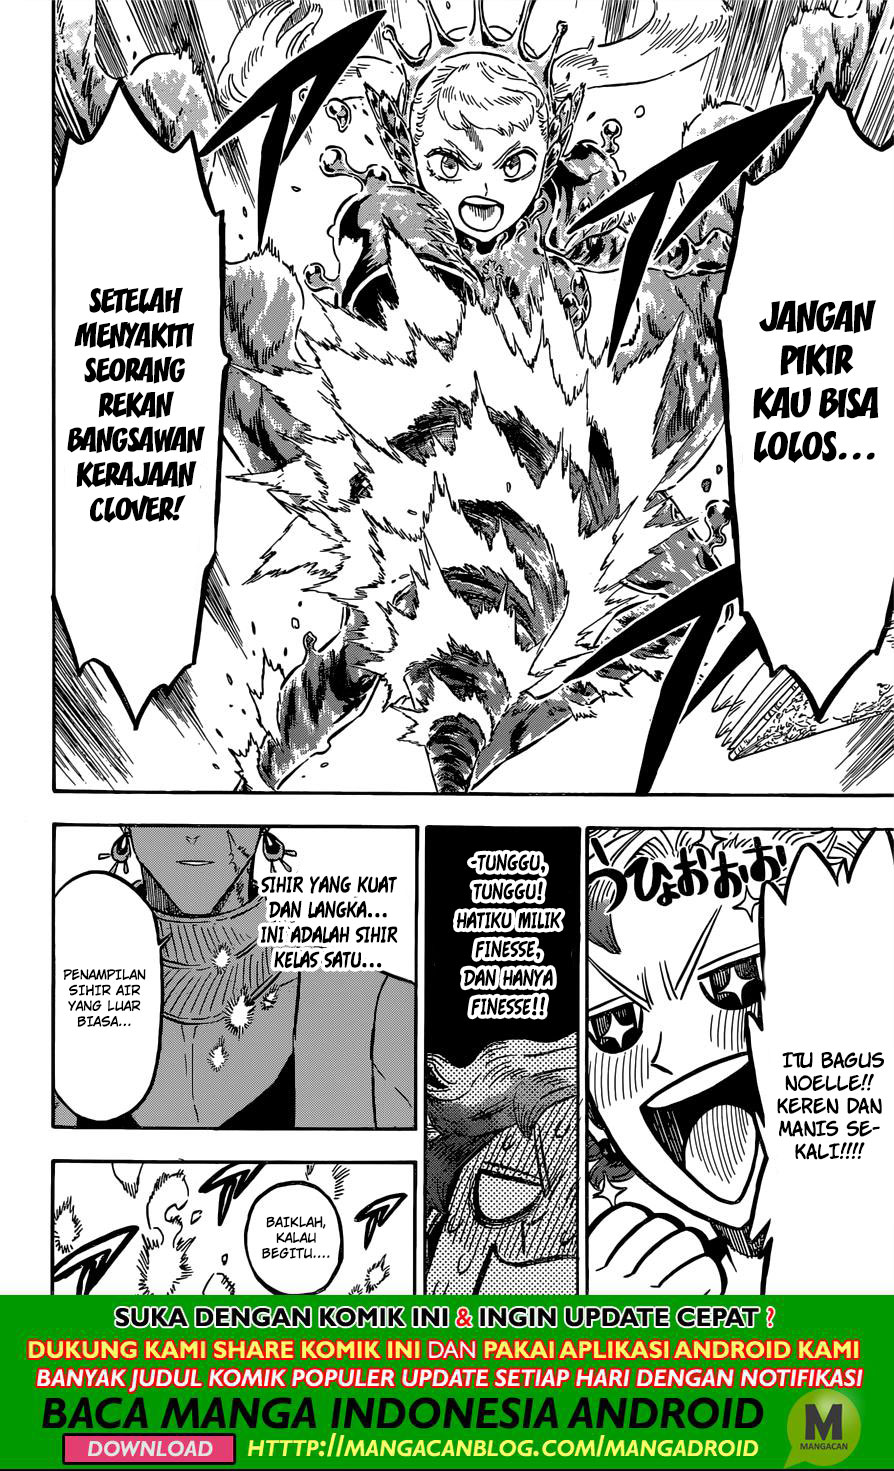 JANGAN
PIKIR
KAU BISA
LOLOS...
SETELAH
MENYAKITI
SEORANG
REKAN
BANGSAWAN
KERAJAAN
CLOVER!
うひょおおお
ITU BAGUS
NOELLE!!
KEREN DAN
MANIS SE-
KALI!!!!
-TUNGGU,
TUNGGU!
HATIKU MILIK
FINESSE,
DAN HANYA
FINESSE!!
SIHIR YANG KUAT
DAN LANGKA...
INI ADALAH SIHIR
KELAS SATU...
PENAMPILAN
SIHIR AIR
YANG LUAR
BIASA...
BAIKLAH,
KALAU
BEGITU....
SUKA DENGAN KOMIK INI & INGIN UPDATE CEPAT ?
DUKUNG KAMI SHARE KOMIK INI DAN PAKAI APLIKASI ANDROID KAMI
BANYAK JUDUL KOMIK POPULER UPDATE SETIAP HARI DENGAN NOTIFIKASI
BACA MANGA INDONESIA ANDROID
DOWNLOAD
HTTTP://MANGACANBLOG.COM/MANGADROID
M
MANGACAN